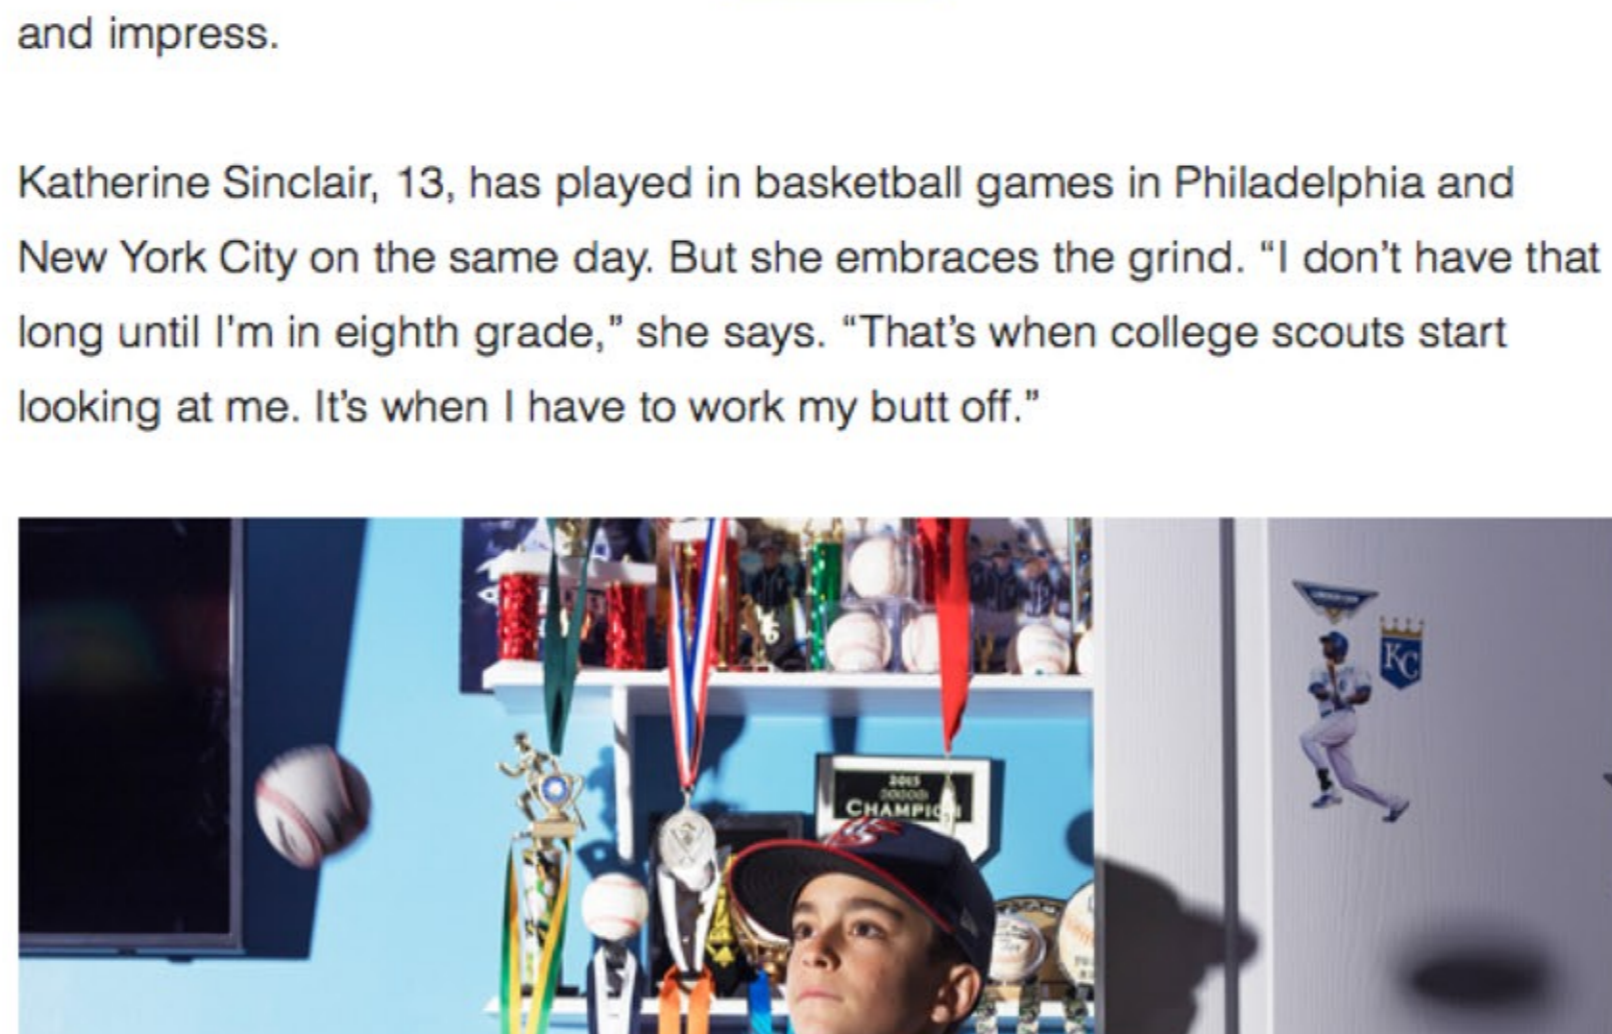 and impress.
Katherine Sinclair, 13, has played in basketball games in Philadelphia and
New York City on the same day. But she embraces the grind. “I don’t have that
long until I'm in eighth grade,” she says. “That’s when college scouts start
looking at me. It’s when I have to work my butt off.”
KC
2015
CHAMPIO